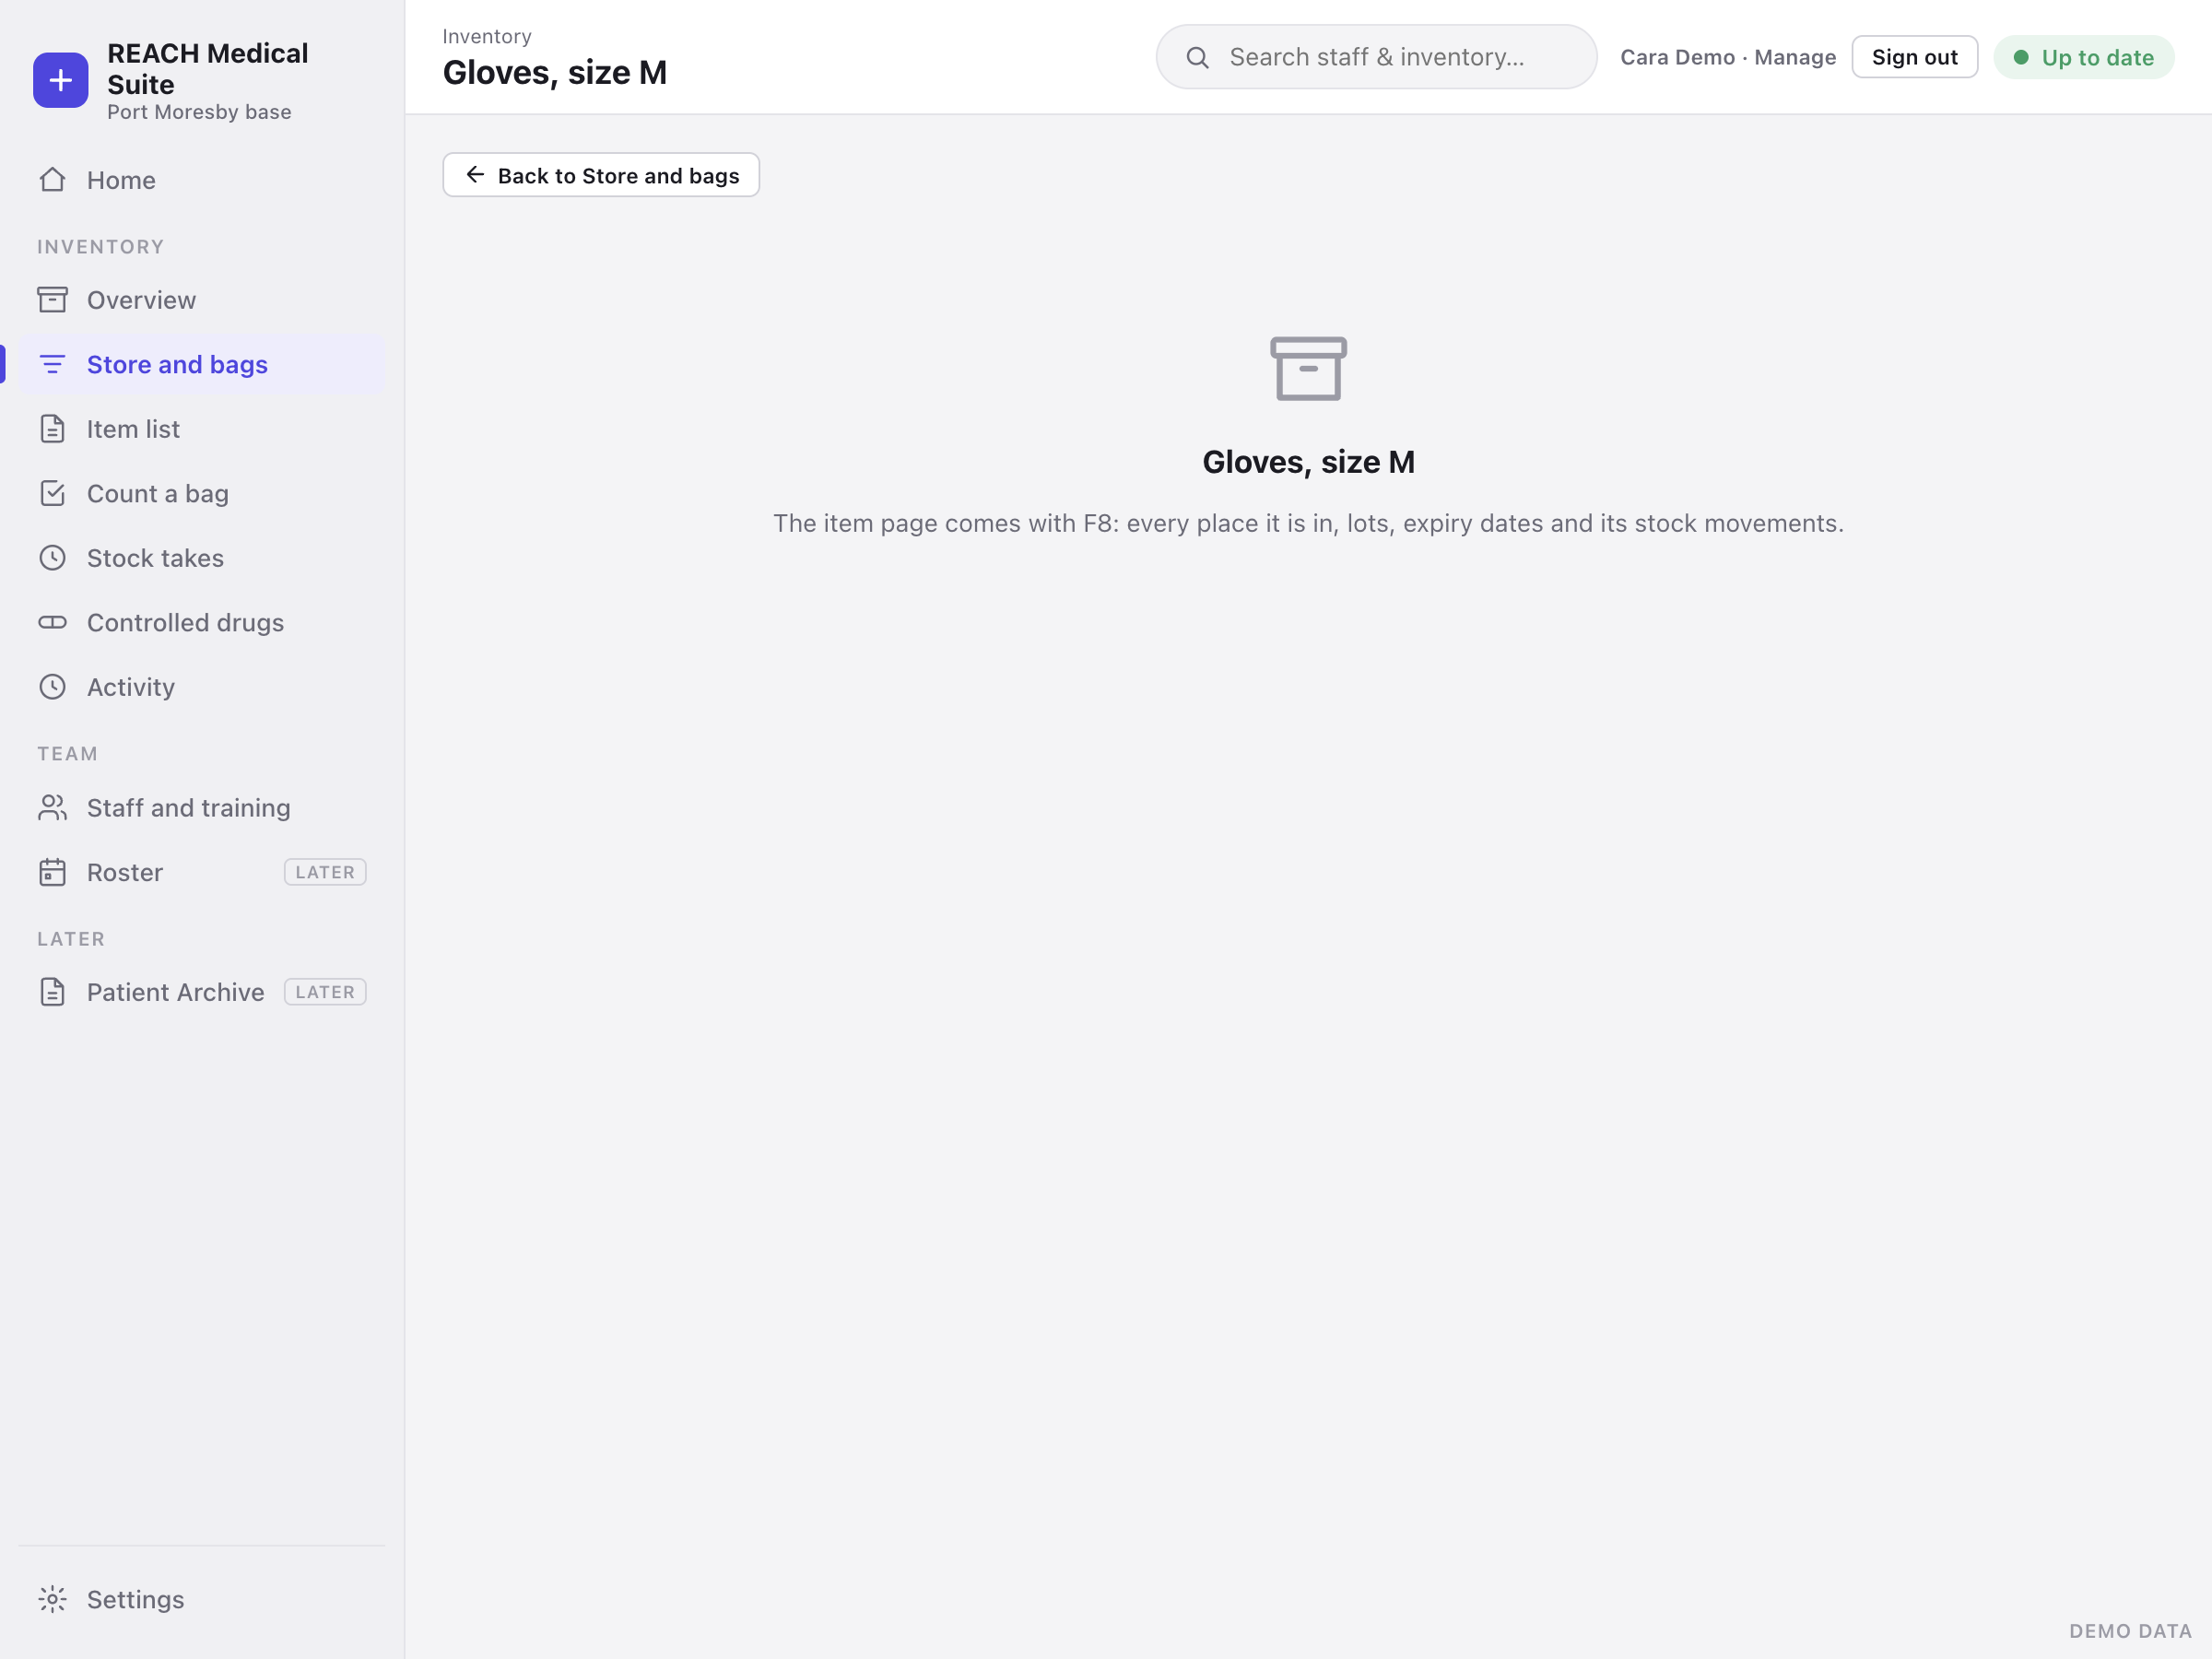 REACH Medical
Suite
Port Moresby base
Home
INVENTORY
Overview
Store and bags
Item list
Count a bag
Stock takes
Controlled drugs
Activity
TEAM
Staff and training
Roster LATER
LATER
Patient Archive LATER
Settings
Inventory
Gloves, size M
Search staff & inventory...
Cara Demo · Manage
Sign out
Up to date
Back to Store and bags
Gloves, size M
The item page comes with F8: every place it is in, lots, expiry dates and its stock movements.
DEMO DATA